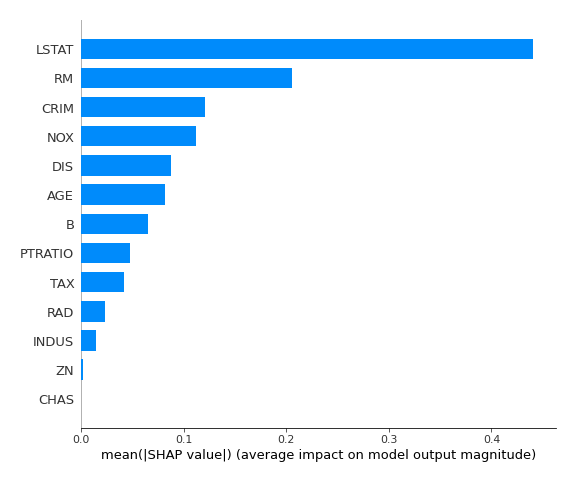 LSTAT
RM
CRIM
NOX
DIS
AGE
B
PTRATIO
TAX
RAD
INDUS
ZN
CHAS
0.0 0.1 0.2 0.3 0.4
mean(|SHAP value|) (average impact on model output magnitude)